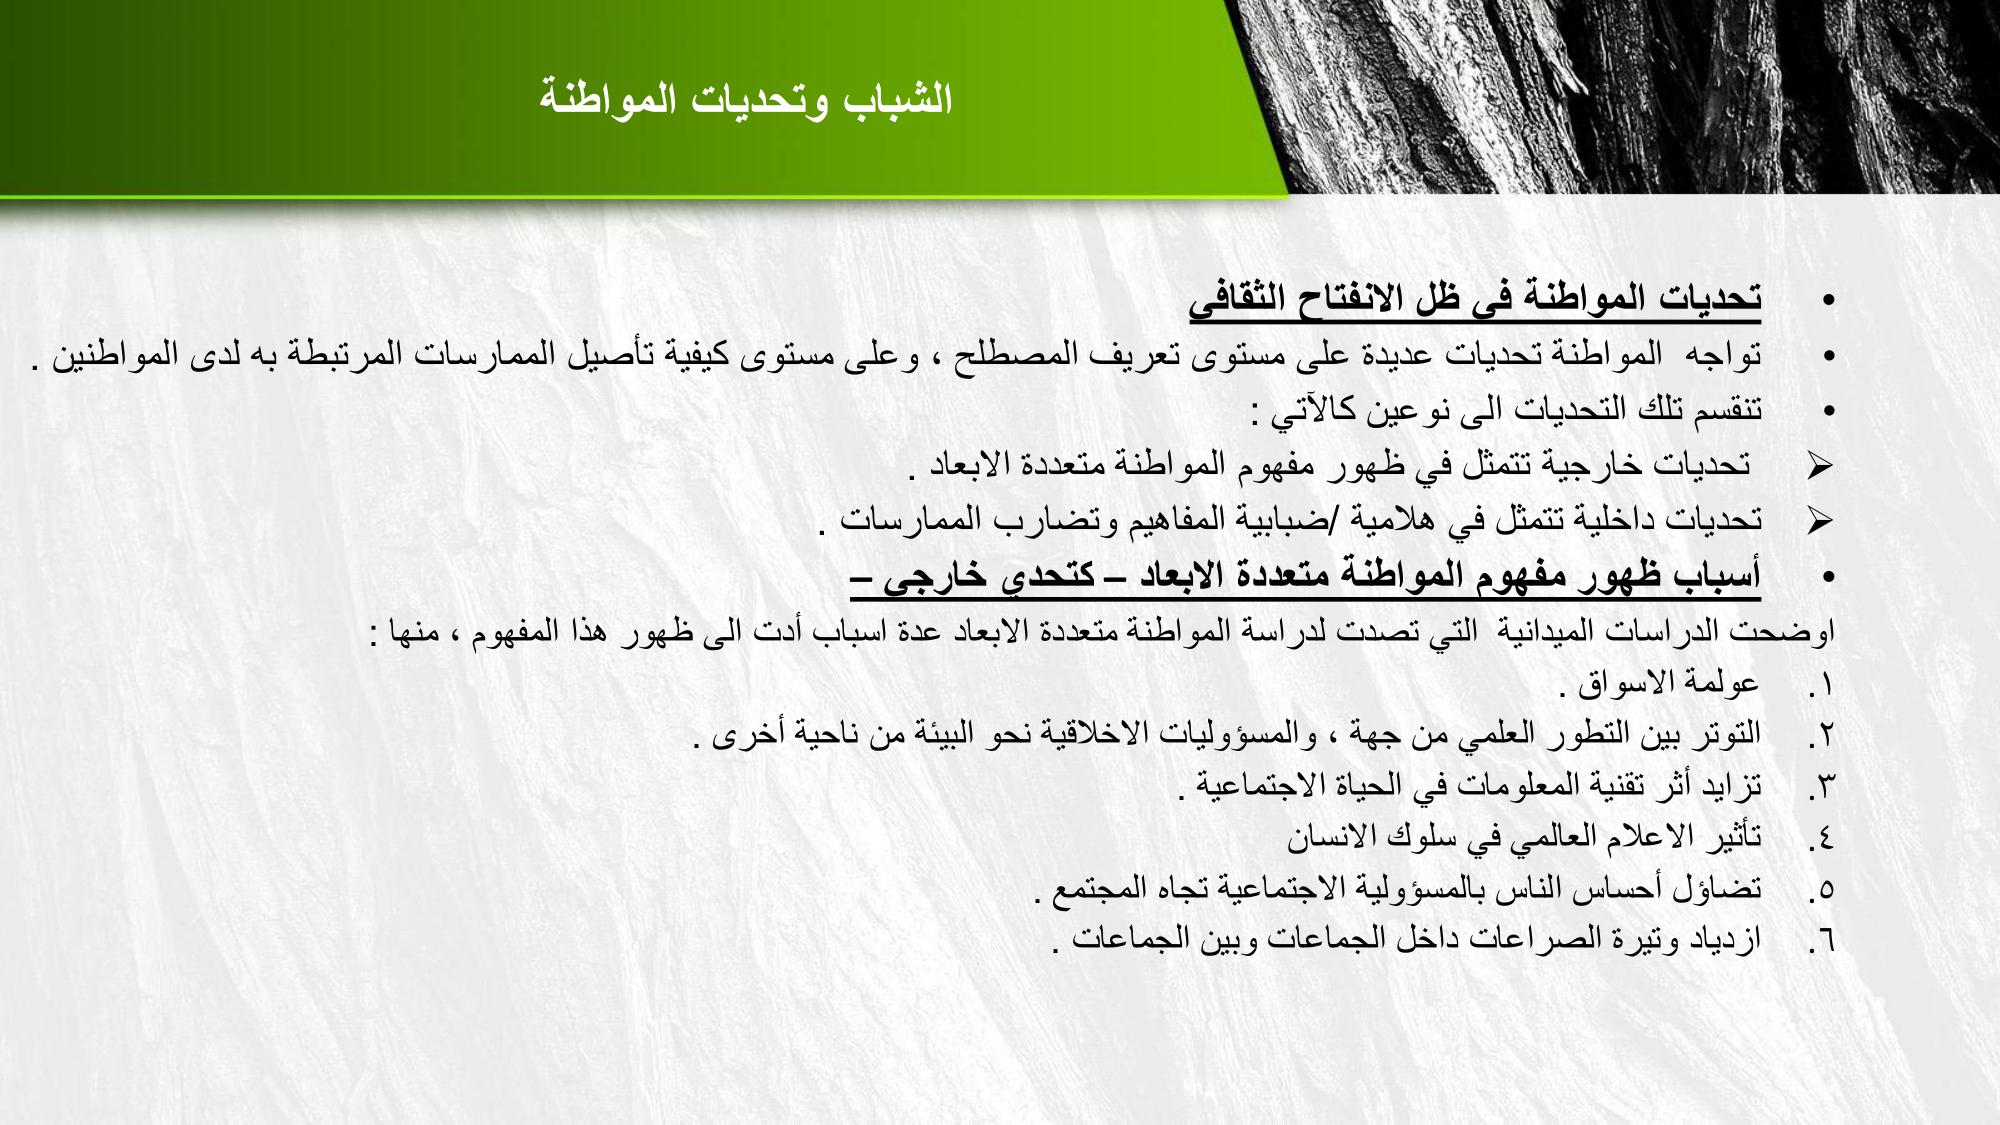 الشباب وتحديات المواطنة
• تحديات المواطنة في ظل الانفتاح الثقافي
• تواجه المواطنة تحديات عديدة على مستوى تعريف المصطلح ، وعلى مستوى كيفية تأصيل الممارسات المرتبطة به لدى المواطنين .
• تنقسم تلك التحديات الى نوعين كالآتي :
⮚ تحديات خارجية تتمثل في ظهور مفهوم المواطنة متعددة الابعاد .
⮚ تحديات داخلية تتمثل في هلامية /ضبابية المفاهيم وتضارب الممارسات .
• أسباب ظهور مفهوم المواطنة متعددة الابعاد – كتحدي خارجي –
اوضحت الدراسات الميدانية التي تصدت لدراسة المواطنة متعددة الابعاد عدة اسباب أدت الى ظهور هذا المفهوم ، منها :
١. عولمة الاسواق .
٢. التوتر بين التطور العلمي من جهة ، والمسؤوليات الاخلاقية نحو البيئة من ناحية أخرى .
٣. تزايد أثر تقنية المعلومات في الحياة الاجتماعية .
٤. تأثير الاعلام العالمي في سلوك الانسان
٥. تضاؤل أحساس الناس بالمسؤولية الاجتماعية تجاه المجتمع .
٦. ازدياد وتيرة الصراعات داخل الجماعات وبين الجماعات .